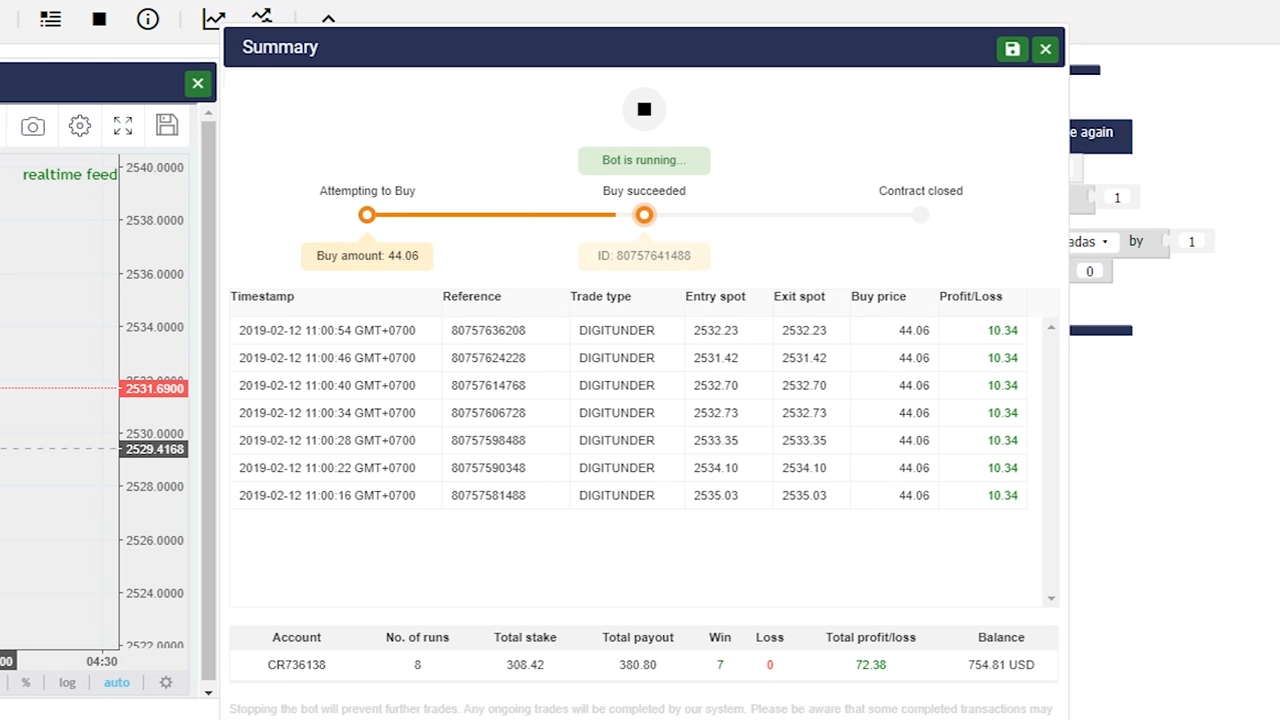 Summary
e again
Bot is running...
realtime feed
Attempting to Buy Buy succeeded Contract closed
1
adas by 1
Buy amount: 44.06 ID: 80757641488
0
2540.0000
2538.0000
2536.0000
2534.0000
2531.6900
2530.0000
2529.4168
2528.0000
2526.0000
2524.0000
2522.0000
00 04:30
% log auto
Timestamp Reference Trade type Entry spot Exit spot Buy price Profit/Loss
2019-02-12 11:00:54 GMT+0700 80757636208 DIGITUNDER 2532.23 2532.23 44.06 10.34
2019-02-12 11:00:46 GMT+0700 80757624228 DIGITUNDER 2531.42 2531.42 44.06 10.34
2019-02-12 11:00:40 GMT+0700 80757614768 DIGITUNDER 2532.70 2532.70 44.06 10.34
2019-02-12 11:00:34 GMT+0700 80757606728 DIGITUNDER 2532.73 2532.73 44.06 10.34
2019-02-12 11:00:28 GMT+0700 80757598488 DIGITUNDER 2533.35 2533.35 44.06 10.34
2019-02-12 11:00:22 GMT+0700 80757590348 DIGITUNDER 2534.10 2534.10 44.06 10.34
2019-02-12 11:00:16 GMT+0700 80757581488 DIGITUNDER 2535.03 2535.03 44.06 10.34
Account No. of runs Total stake Total payout Win Loss Total profit/loss Balance
CR736138 8 308.42 380.80 7 0 72.38 754.81 USD
Stopping the bot will prevent further trades. Any ongoing trades will be completed by our system. Please be aware that some completed transactions may